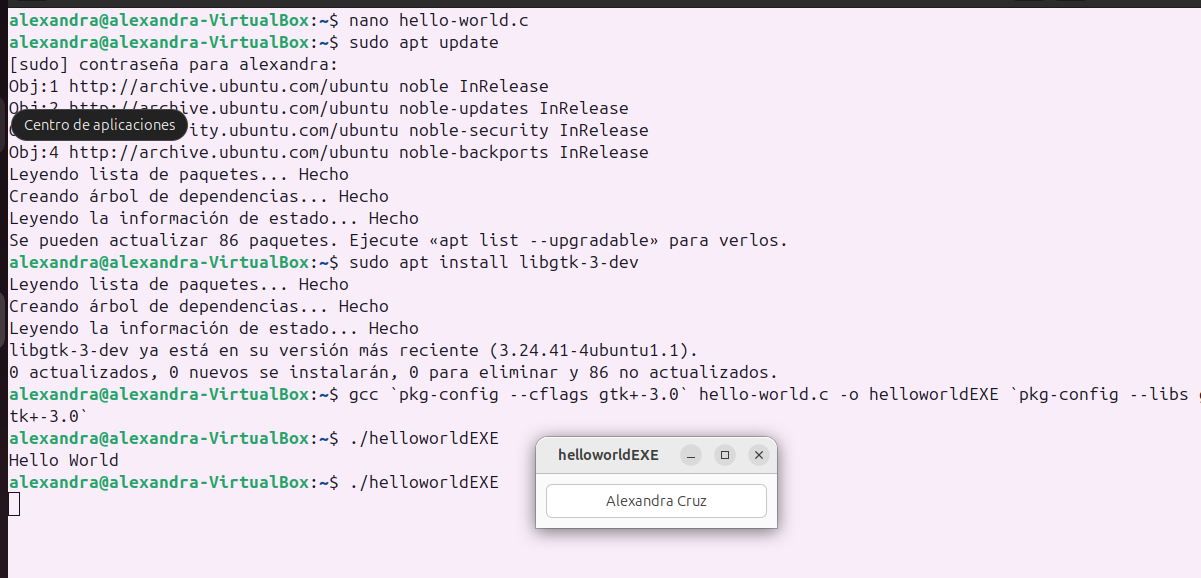 alexandra@alexandra-VirtualBox:~$ nano hello-world.c
alexandra@alexandra-VirtualBox:~$ sudo apt update
[sudo] contraseña para alexandra:
Obj:1 http://archive.ubuntu.com/ubuntu noble InRelease
Obj:2 http://archive.ubuntu.com/ubuntu noble-updates InRelease
Centro de aplicaciones
ity.ubuntu.com/ubuntu noble-security InRelease
Obj:4 http://archive.ubuntu.com/ubuntu noble-backports InRelease
Leyendo lista de paquetes... Hecho
Creando árbol de dependencias... Hecho
Leyendo la información de estado... Hecho
Se pueden actualizar 86 paquetes. Ejecute «apt list --upgradable» para verlos.
alexandra@alexandra-VirtualBox:~$ sudo apt install libgtk-3-dev
Leyendo lista de paquetes... Hecho
Creando árbol de dependencias... Hecho
Leyendo la información de estado... Hecho
libgtk-3-dev ya está en su versión más reciente (3.24.41-4ubuntu1.1).
0 actualizados, 0 nuevos se instalarán, 0 para eliminar y 86 no actualizados.
alexandra@alexandra-VirtualBox:~$ gcc `pkg-config --cflags gtk+-3.0` hello-world.c -o helloworldEXE `pkg-config --libs g
tk+-3.0`
alexandra@alexandra-VirtualBox:~$ ./helloworldEXE
Hello World
alexandra@alexandra-VirtualBox:~$ ./helloworldEXE
helloworldEXE
Alexandra Cruz